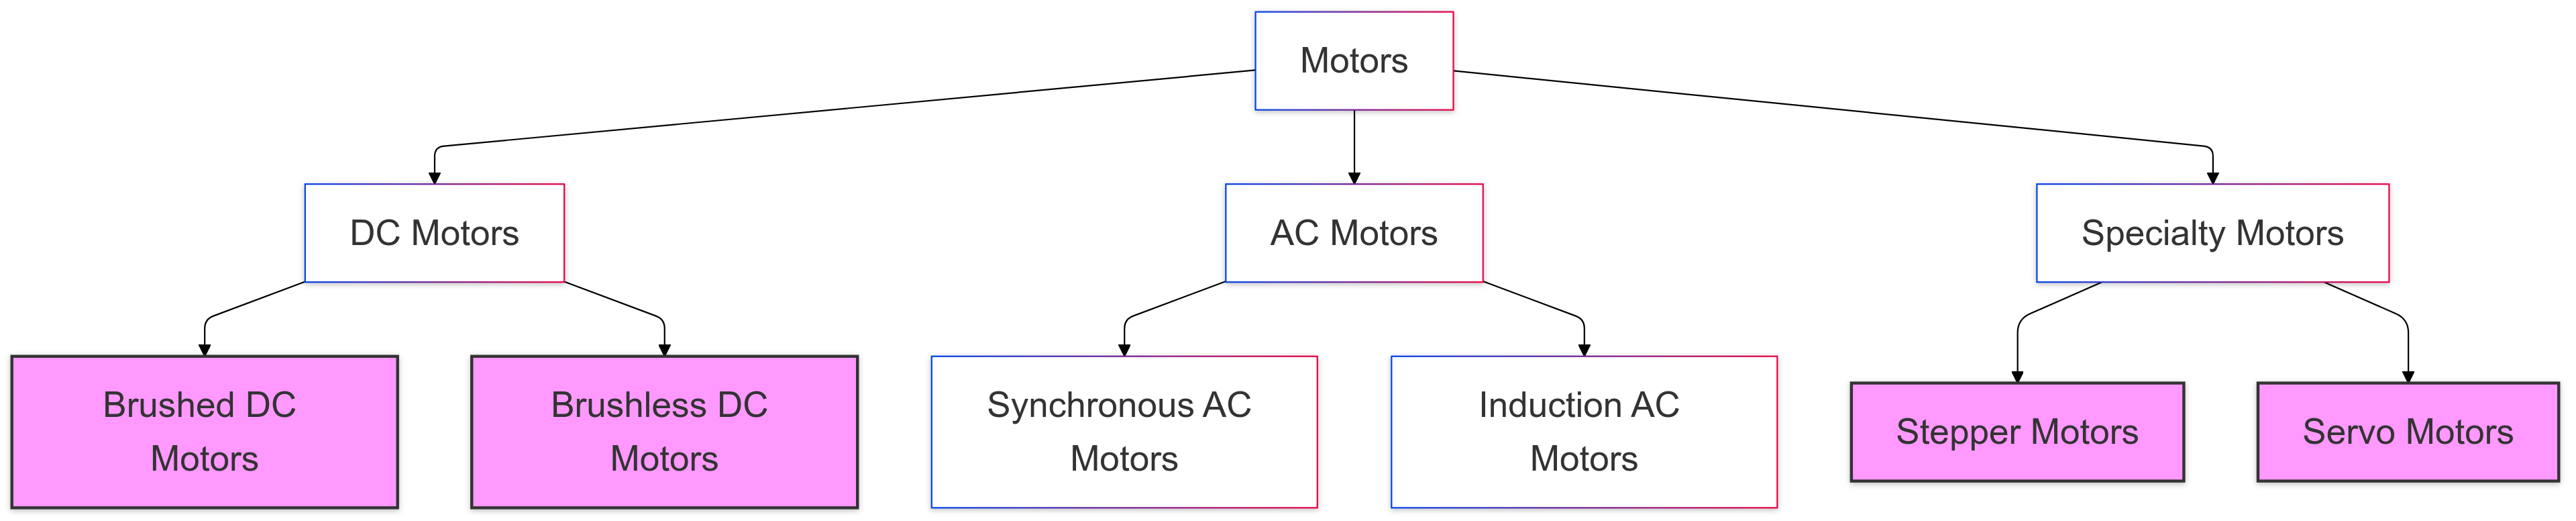 Motors
DC Motors
AC Motors
Specialty Motors
Brushed DC
Motors
Brushless DC
Motors
Synchronous AC
Motors
Induction AC
Motors
Stepper Motors
Servo Motors